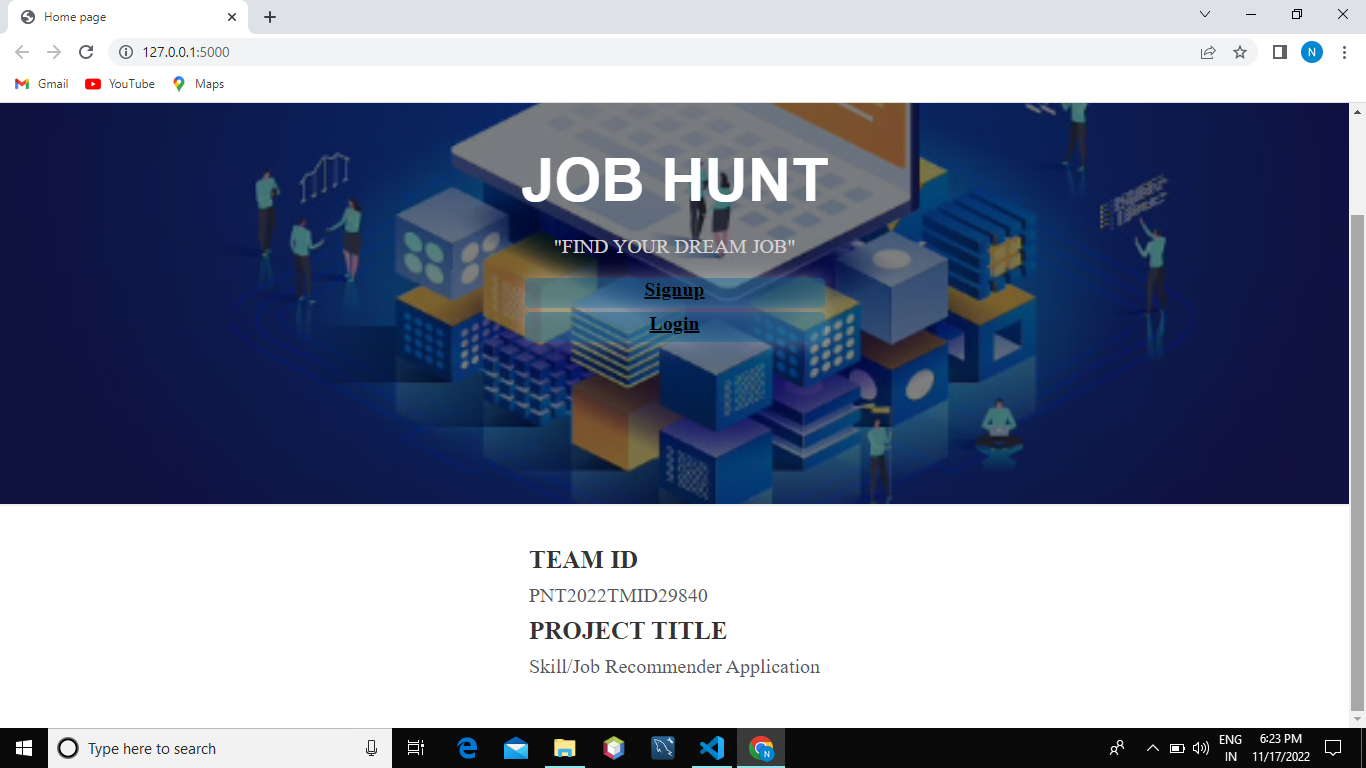 Home page
127.0.0.1:5000
N
Gmail
YouTube
Maps
JOB HUNT
"FIND YOUR DREAM JOB"
Signup
Login
TEAM ID
PNT2022TMID29840
PROJECT TITLE
Skill/Job Recommender Application
Type here to search
N
ENG
IN
6:23 PM
11/17/2022